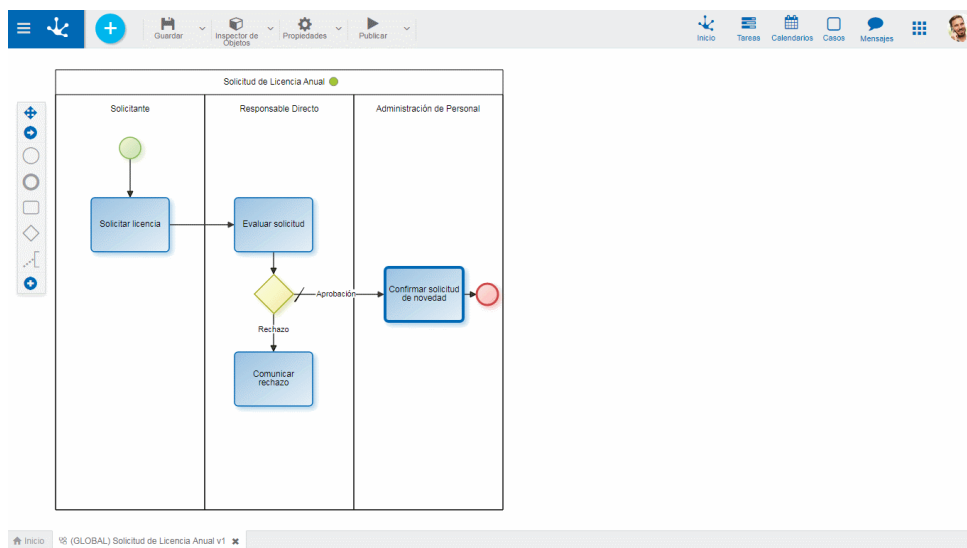 Guardar
Inspector de
Objetos
Propiedades
Publicar
Inicio
Tareas
Calendarios
Casos
Mensajes
Solicitud de Licencia Anual
Solicitante
Responsable Directo
Administración de Personal
Solicitar licencia
Evaluar solicitud
Aprobación
Confirmar solicitud
de novedad
Rechazo
Comunicar
rechazo
Inicio
(GLOBAL) Solicitud de Licencia Anual v1